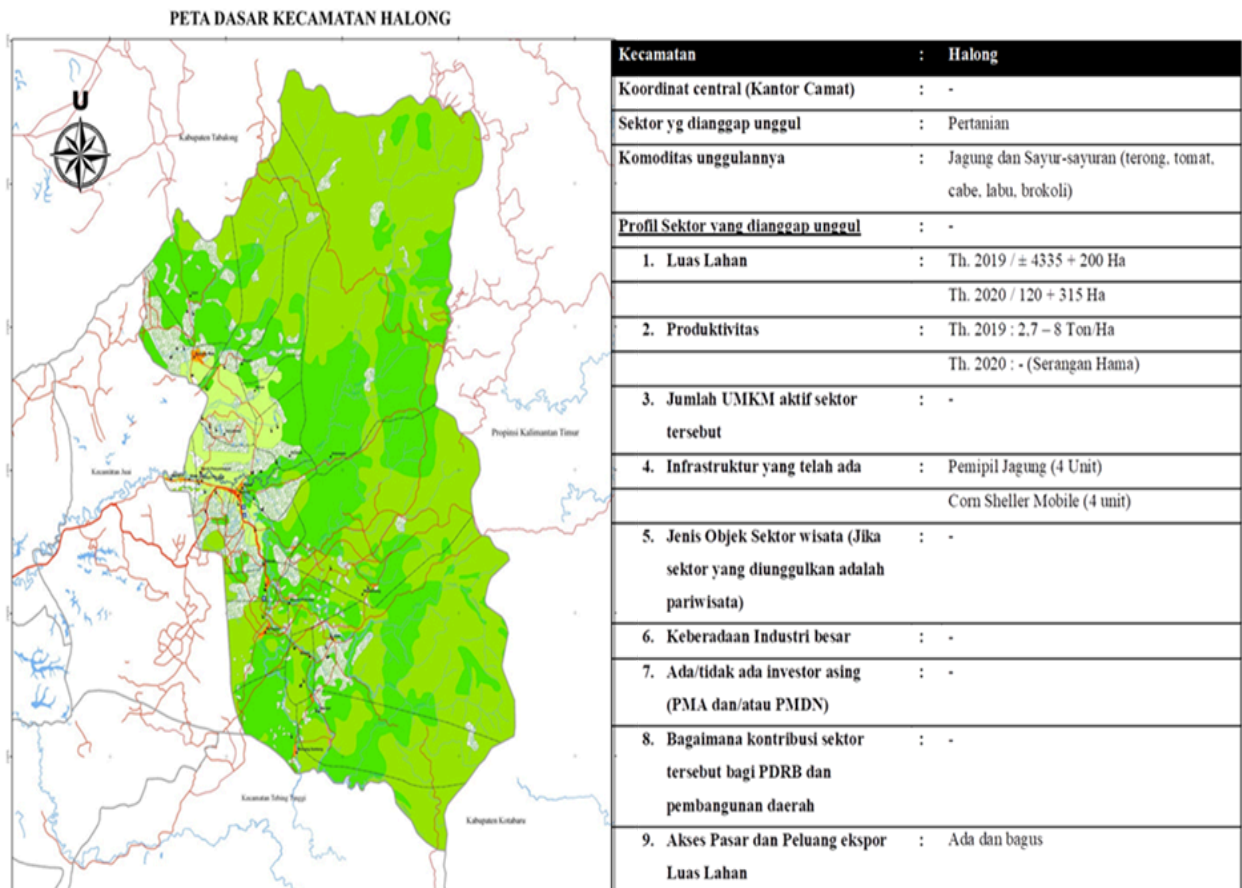 PETA DASAR KECAMATAN HALONG
U
Kabupaten Tabalong
Propinsi Kalimantan Timur
Kecamatan Juai
Kecamatan Tebing Tinggi
Kabupaten Kotabaru
Kecamatan : Halong
Koordinat central (Kantor Camat) : -
Sektor yg dianggap unggul : Pertanian
Komoditas unggulannya : Jagung dan Sayur-sayuran (terong, tomat,
cabe, labu, brokoli)
Profil Sektor yang dianggap unggul : -
1. Luas Lahan : Th. 2019 / ± 4335 + 200 Ha
Th. 2020 / 120 + 315 Ha
2. Produktivitas : Th. 2019 : 2,7 – 8 Ton/Ha
Th. 2020 : - (Serangan Hama)
3. Jumlah UMKM aktif sektor : -
tersebut
4. Infrastruktur yang telah ada : Pemipil Jagung (4 Unit)
Corn Sheller Mobile (4 unit)
5. Jenis Objek Sektor wisata (Jika : -
sektor yang diunggulkan adalah
pariwisata)
6. Keberadaan Industri besar : -
7. Ada/tidak ada investor asing : -
(PMA dan/atau PMDN)
8. Bagaimana kontribusi sektor : -
tersebut bagi PDRB dan
pembangunan daerah
9. Akses Pasar dan Peluang ekspor : Ada dan bagus
Luas Lahan